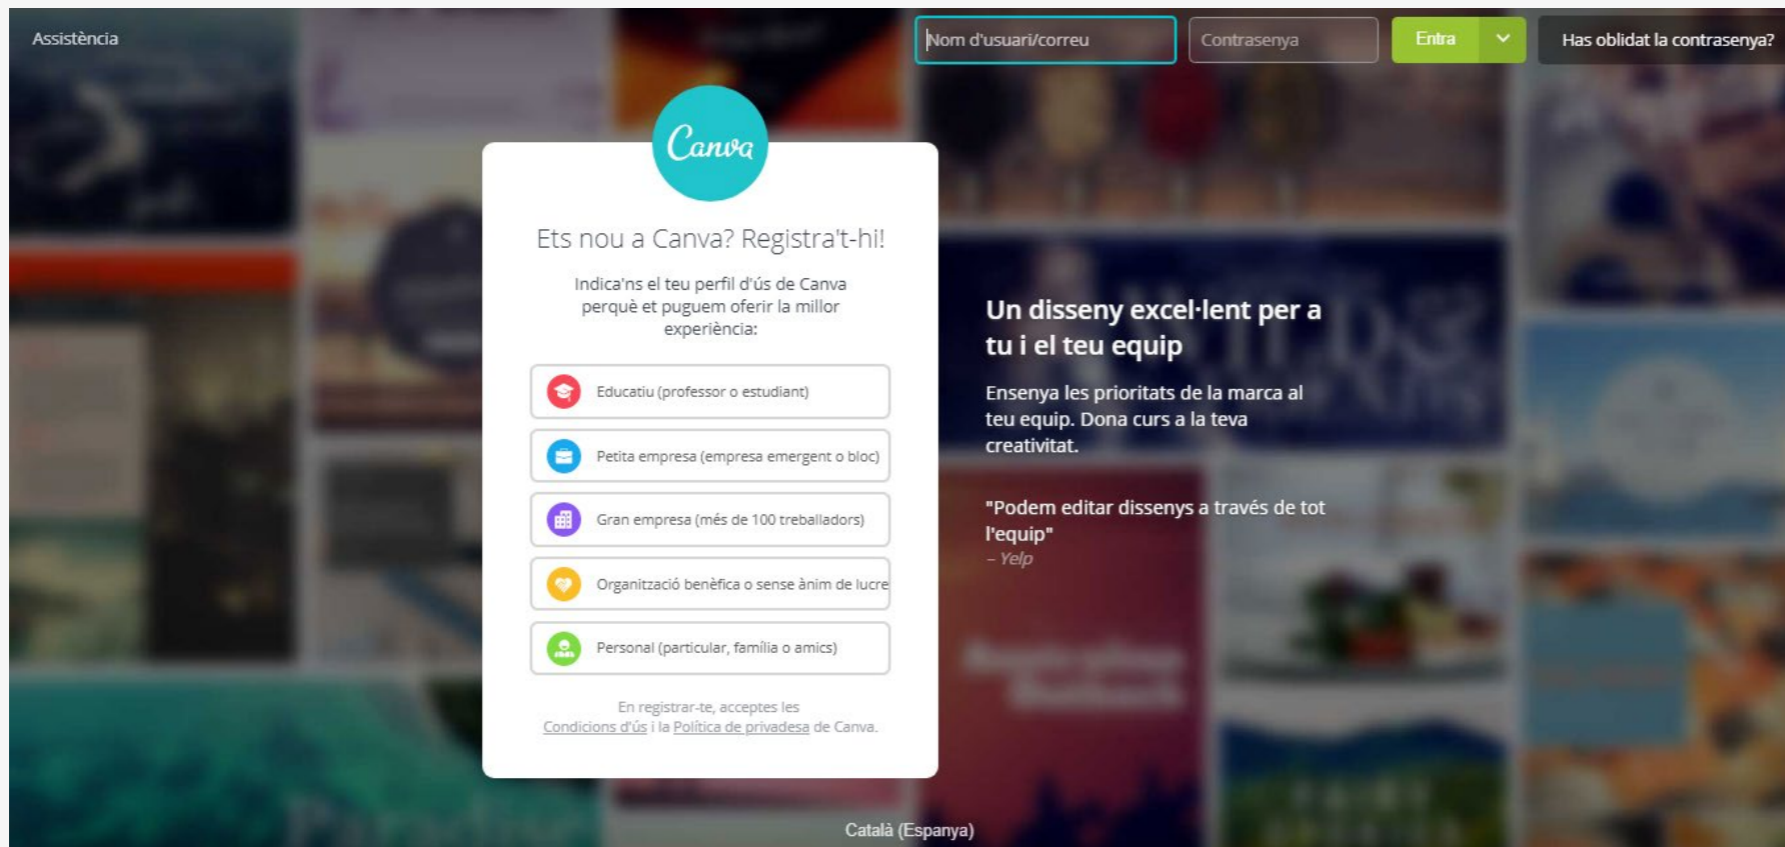 Assistència
Nom d'usuari/correu
Contrasenya
Entra
Has oblidat la contrasenya?
Canva
Ets nou a Canva? Registra't-hi!
Indica'ns el teu perfil d'ús de Canva
perquè et puguem oferir la millor
experiència:
Educatiu (professor o estudiant)
Petita empresa (empresa emergent o bloc)
Gran empresa (més de 100 treballadors)
Organització benèfica o sense ànim de lucre
Personal (particular, família o amics)
En registrar-te, acceptes les
Condicions d'ús i la Política de privadesa de Canva.
Un disseny excel·lent per a
tu i el teu equip
Ensenya les prioritats de la marca al
teu equip. Dona curs a la teva
creativitat.
"Podem editar dissenys a través de tot
l'equip"
– Yelp
Paradise
Català (Espanya)